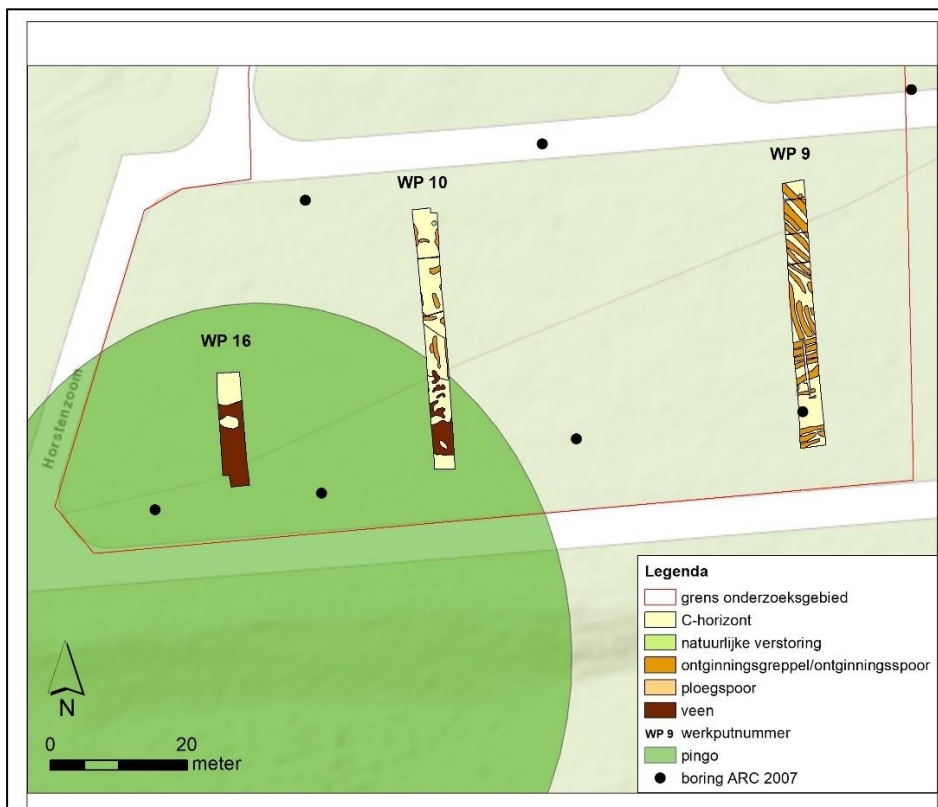 WP 9
WP 10
WP 16
Horstenzoom
N
0 20
meter
Legenda
grens onderzoeksgebied
C-horizont
natuurlijke verstoring
ontginningsgreppel/ontginningsspoor
ploegspoor
veen
WP 9 werkputnummer
pingo
boring ARC 2007